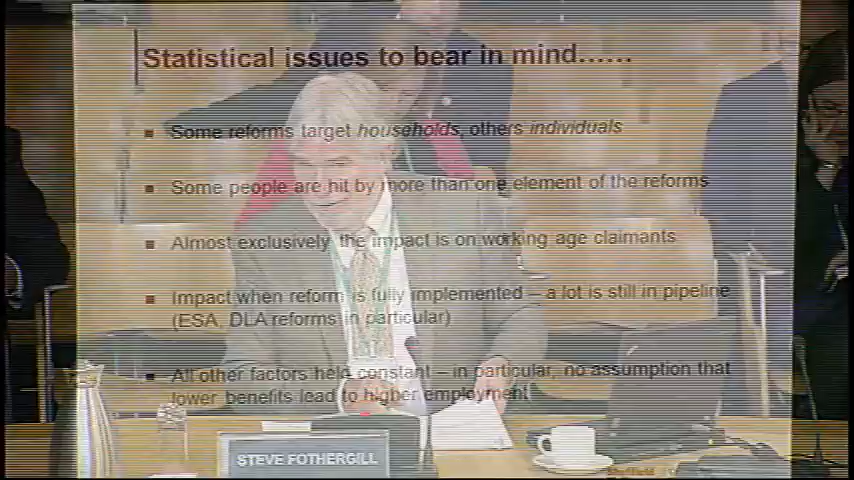 Statistical issues to bear in mind……
Some reforms target households, others individuals
Some people are hit by more than one element of the reforms
Almost exclusively the impact is on working age claimants
Impact when reform is fully implemented – a lot is still in pipeline
(ESA, DLA reforms in particular)
All other factors held constant – in particular, no assumption that
lower benefits lead to higher employment
STEVE FOTHERGILL
Sheffield